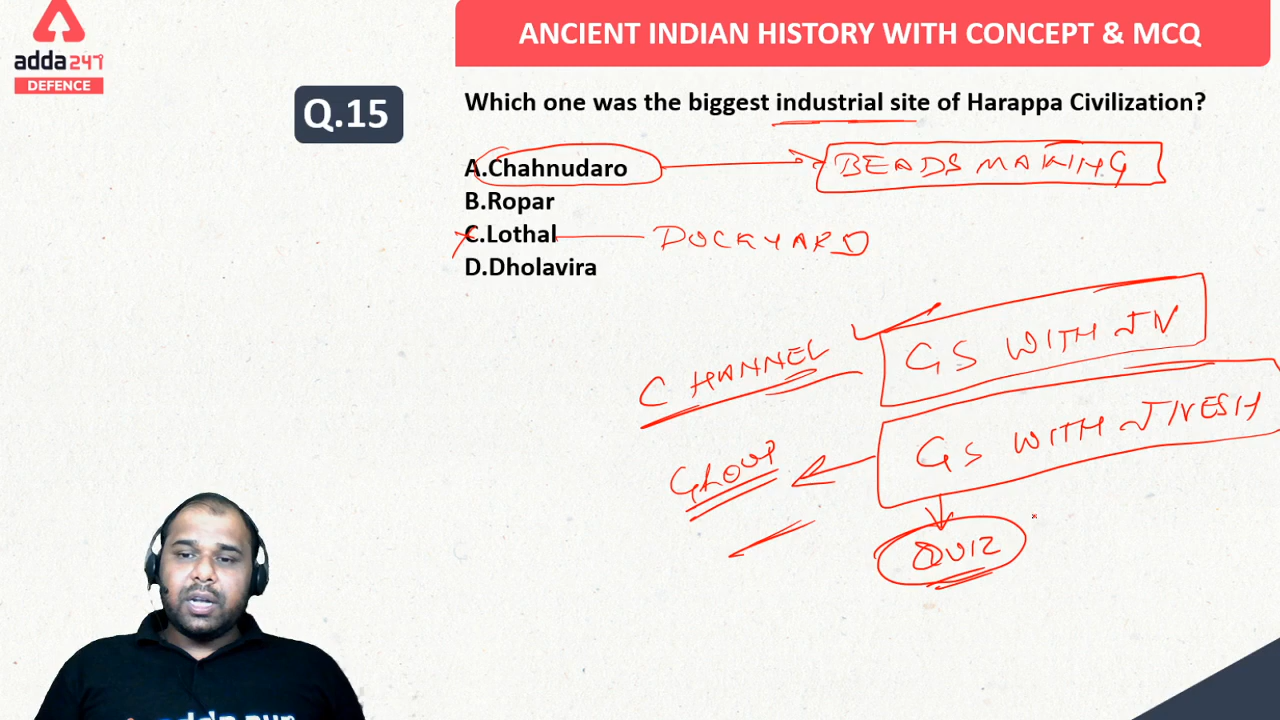 adda247
DEFENCE
ANCIENT INDIAN HISTORY WITH CONCEPT & MCQ
Q.15
Which one was the biggest industrial site of Harappa Civilization?
A.Chahnudaro
BEADS MAKING
B.Ropar
C.Lothal
DOCKYARD
D.Dholavira
CHANNEL
GS WITH JN
GROUP
GS WITH JIVESH
QUIZ